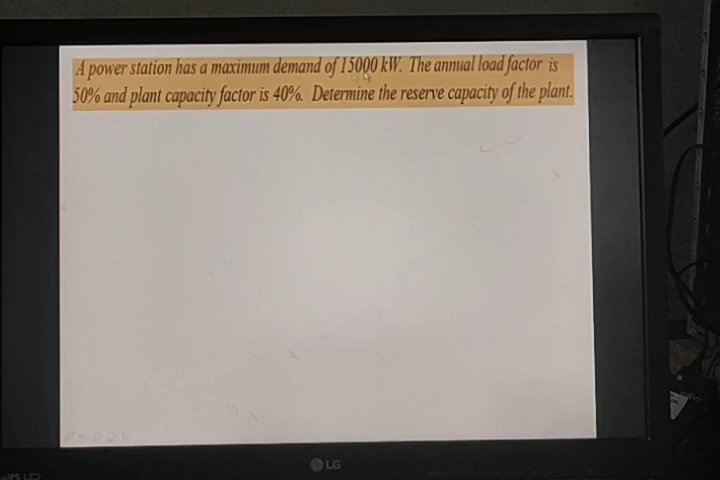 A power station has a maximum demand of 15000 kW. The annual load factor is
50% and plant capacity factor is 40%. Determine the reserve capacity of the plant.
LG